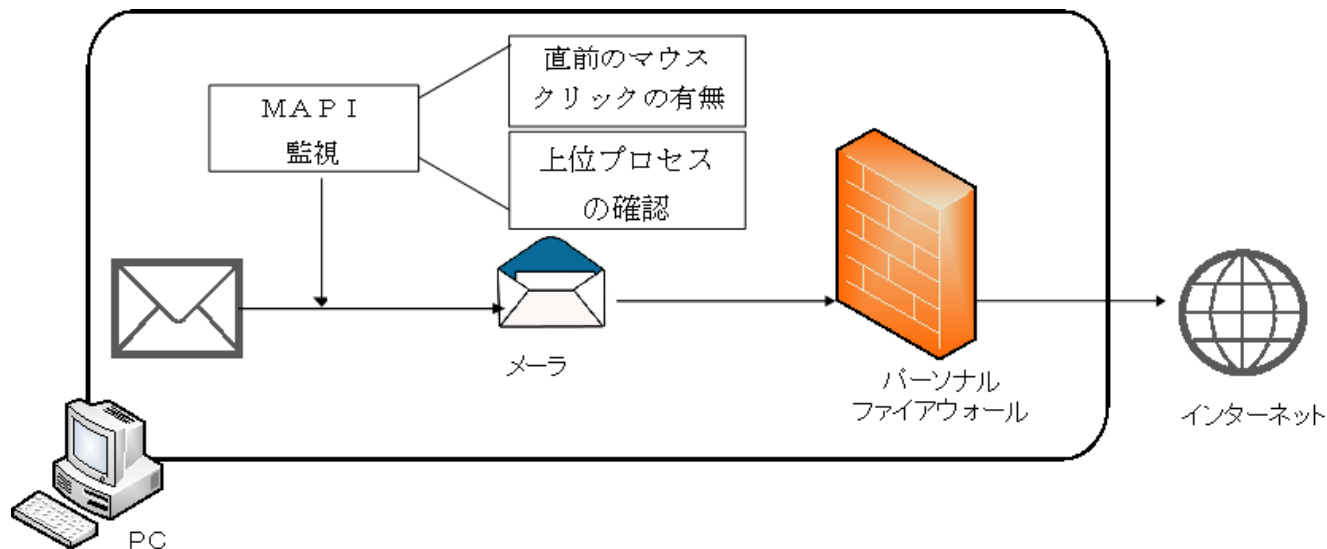 直前のマウス
クリックの有無
ＭＡＰＩ
監視
上位プロセス
の確認
メーラ
パーソナル
ファイアウォール
インターネット
PC